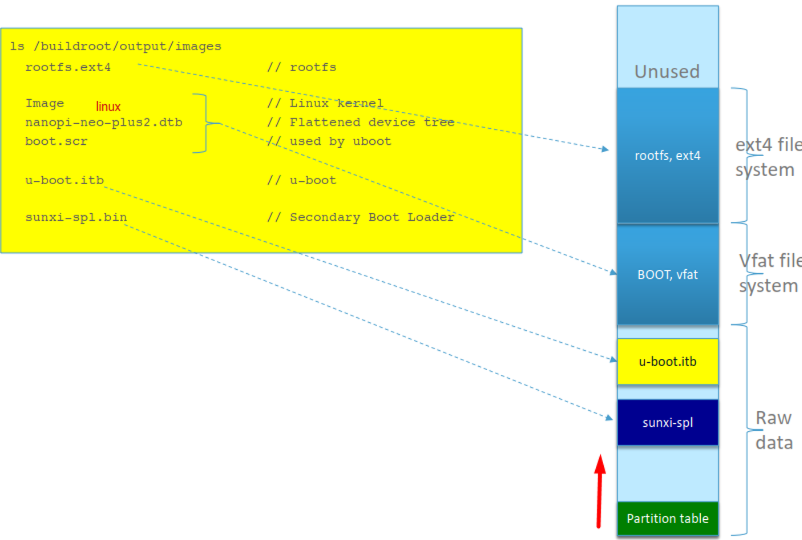 ls /buildroot/output/images
rootfs.ext4 // rootfs
Image linux // Linux kernel
nanopi-neo-plus2.dtb // Flattened device tree
boot.scr // used by uboot
u-boot.itb // u-boot
sunxi-spl.bin // Secondary Boot Loader
Unused
rootfs, ext4
ext4 file
system
BOOT, vfat
Vfat file
system
u-boot.itb
sunxi-spl
Raw
data
Partition table